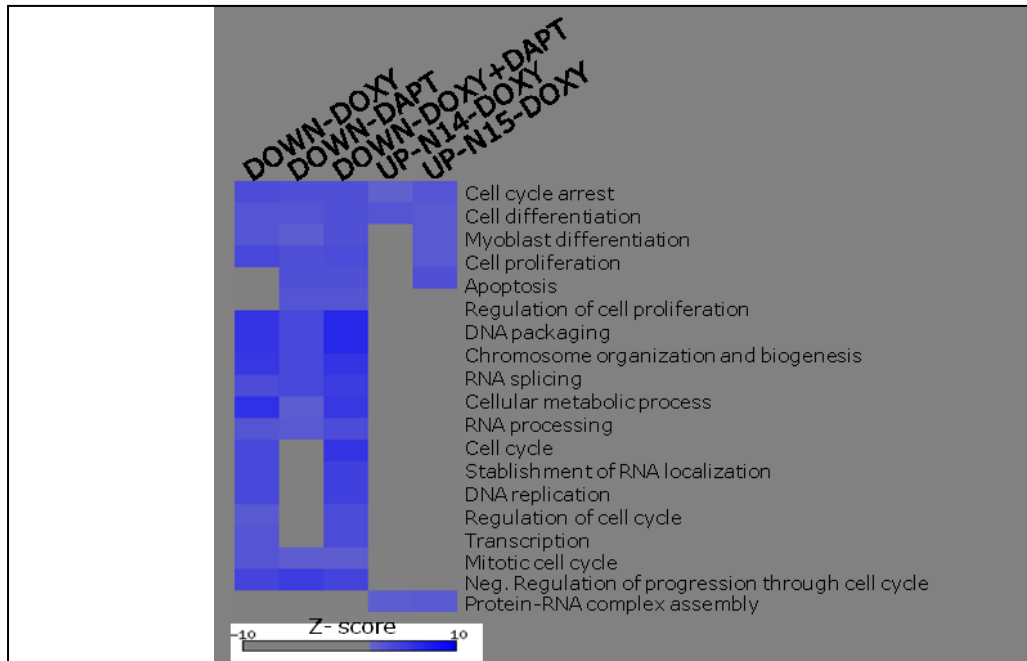 DOWN-DOXY
DOWN-DAPT
DOWN-DOXY+DAPT
UP-N14-DOXY
UP-N15-DOXY
Cell cycle arrest
Cell differentiation
Myoblast differentiation
Cell proliferation
Apoptosis
Regulation of cell proliferation
DNA packaging
Chromosome organization and biogenesis
RNA splicing
Cellular metabolic process
RNA processing
Cell cycle
Stablishment of RNA localization
DNA replication
Regulation of cell cycle
Transcription
Mitotic cell cycle
Neg. Regulation of progression through cell cycle
Protein-RNA complex assembly
Z- score
-10 10